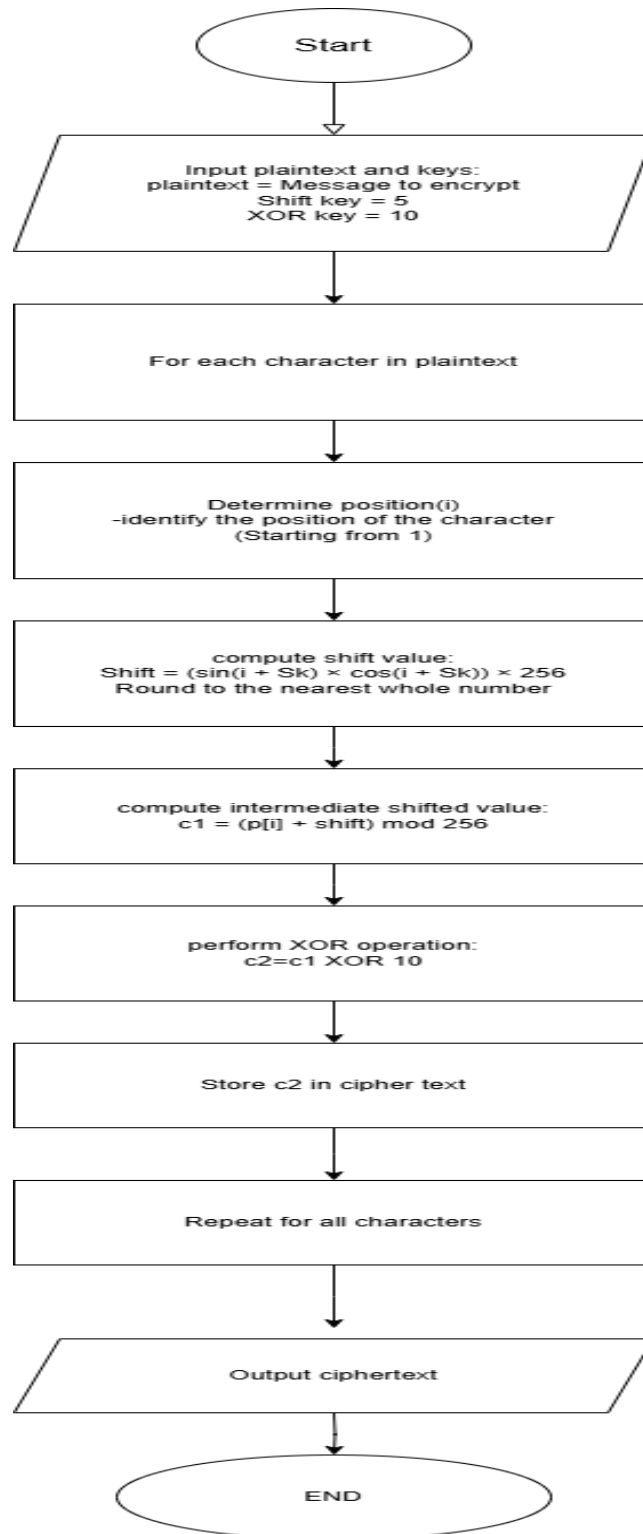 Start
Input plaintext and keys:
plaintext = Message to encrypt
Shift key = 5
XOR key = 10
For each character in plaintext
Determine position(i)
-identify the position of the character
(Starting from 1)
compute shift value:
Shift = (sin(i + Sk) × cos(i + Sk)) × 256
Round to the nearest whole number
compute intermediate shifted value:
c1 = (p[i] + shift) mod 256
perform XOR operation:
c2=c1 XOR 10
Store c2 in cipher text
Repeat for all characters
Output ciphertext
END